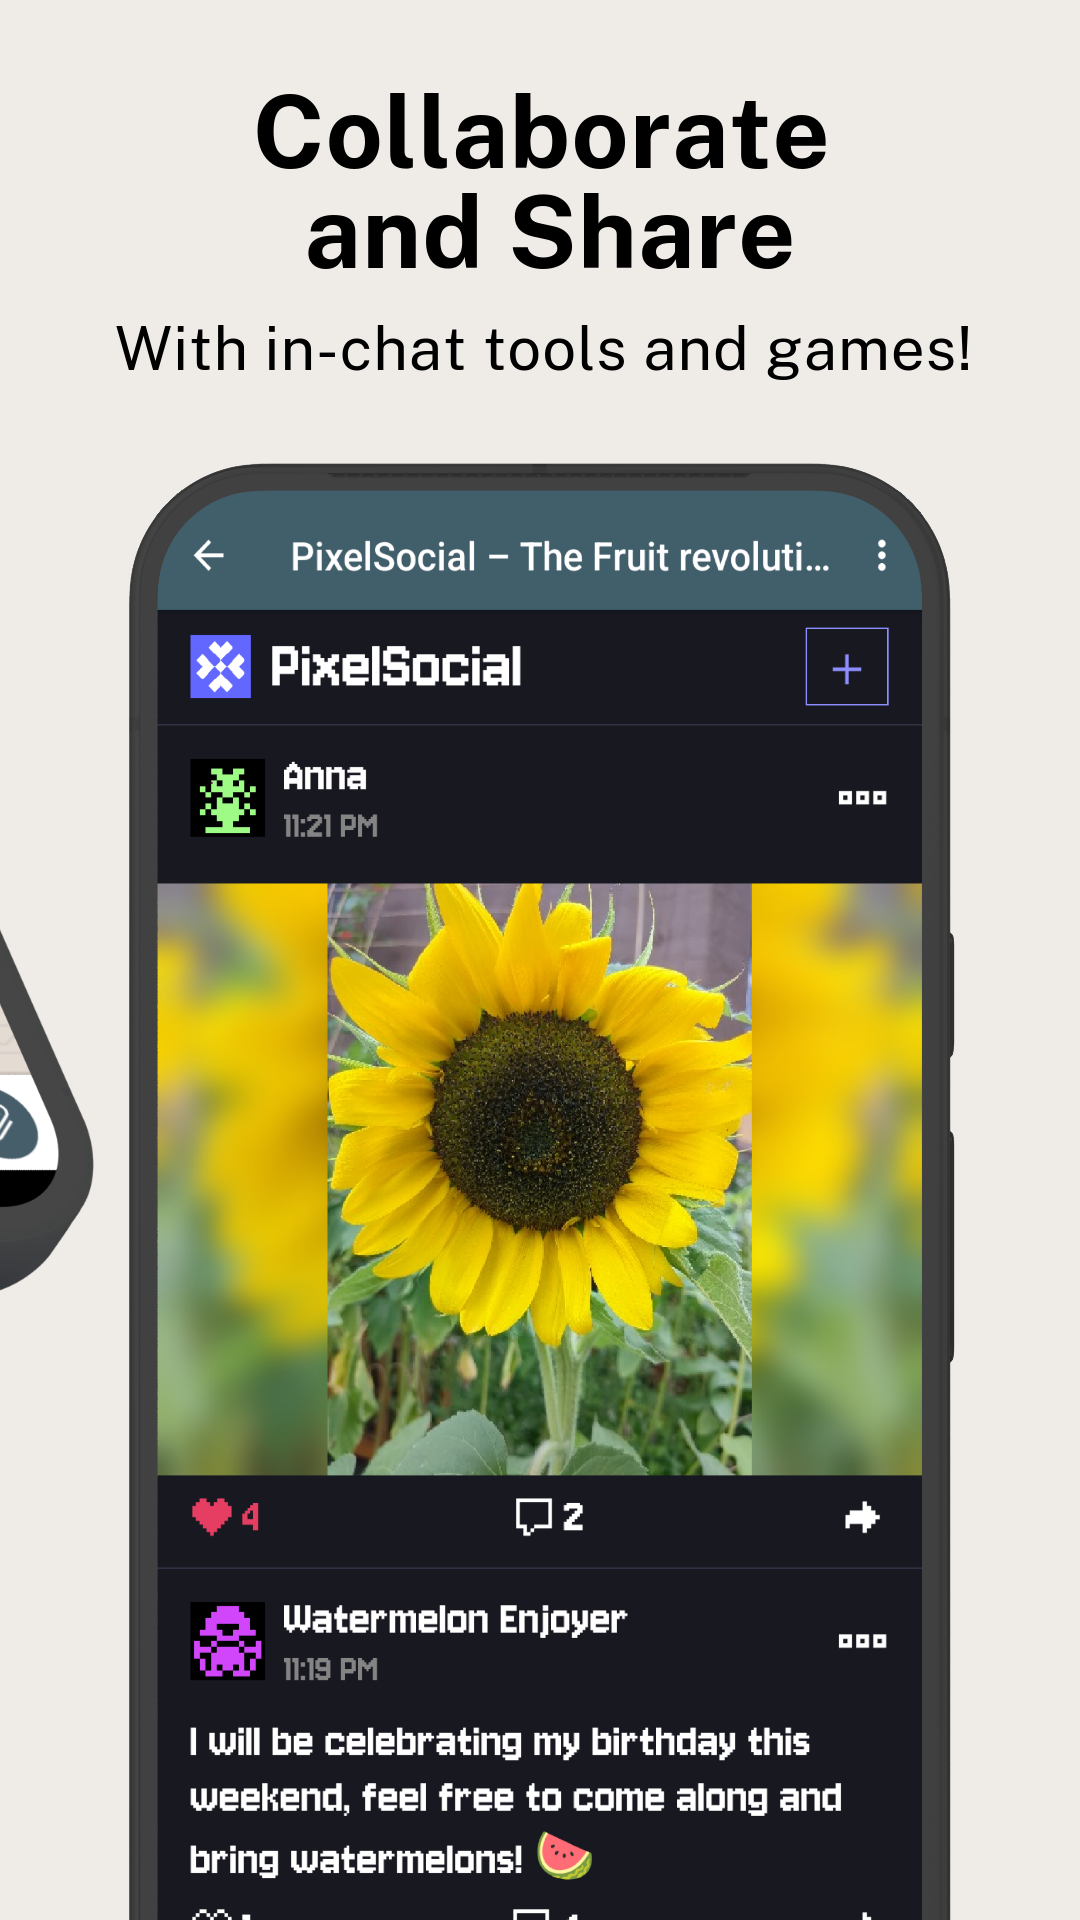 Collaborate
and Share
With in-chat tools and games!
PixelSocial – The Fruit revoluti...
PixelSocial
Anna
11:21 PM
4
2
Watermelon Enjoyer
11:19 PM
I will be celebrating my birthday this
weekend, feel free to come along and
bring watermelons! 🍉